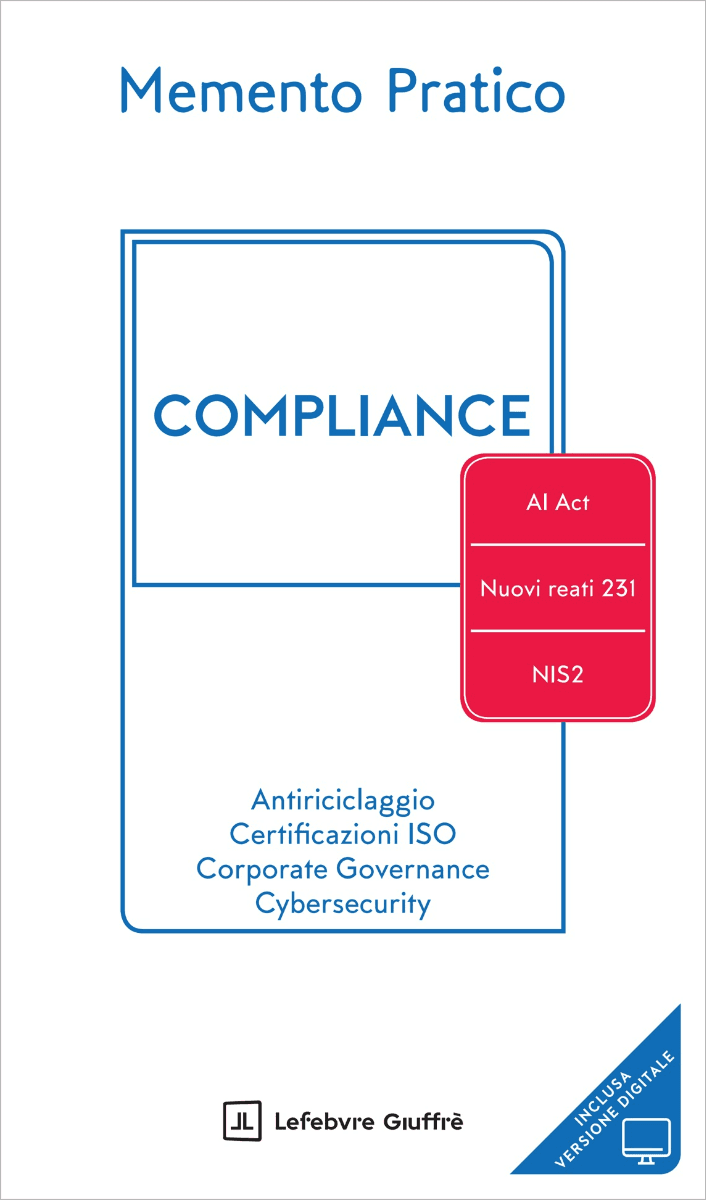 Memento Pratico
COMPLIANCE
AI Act
Nuovi reati 231
NIS2
Antiriciclaggio
Certificazioni ISO
Corporate Governance
Cybersecurity
INCLUSA
VERSIONE DIGITALE
Lefebvre Giuffrè